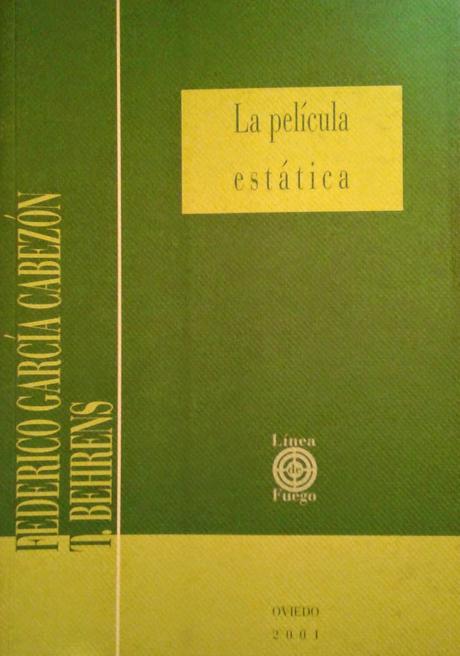 La película
estática
FEDERICO GARCÍA CABEZÓN
T. BEHRENS
Línea
de
Fuego
OVIEDO
2001